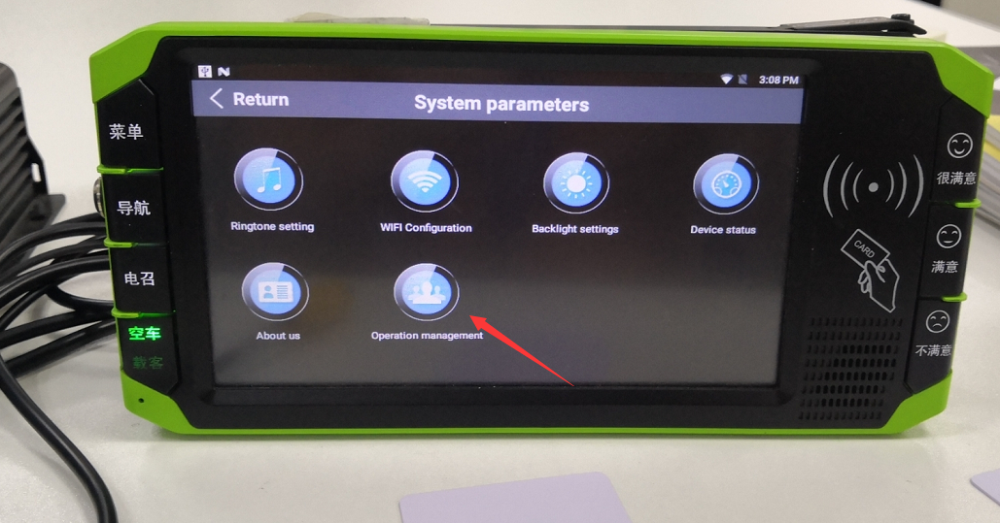 3:08 PM
Return
System parameters
Ringtone setting
WIFI Configuration
Backlight settings
Device status
About us
Operation management
菜单
导航
电召
空车
载客
CARD
很满意
满意
不满意